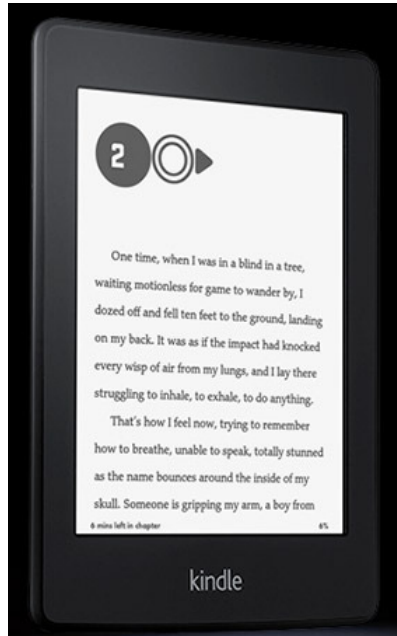 2
One time, when I was in a blind in a tree,
waiting motionless for game to wander by, I
dozed off and fell ten feet to the ground, landing
on my back. It was as if the impact had knocked
every wisp of air from my lungs, and I lay there
struggling to inhale, to exhale, to do anything.
That's how I feel now, trying to remember
how to breathe, unable to speak, totally stunned
as the name bounces around the inside of my
skull. Someone is gripping my arm, a boy from
6 mins left in chapter 6%
kindle